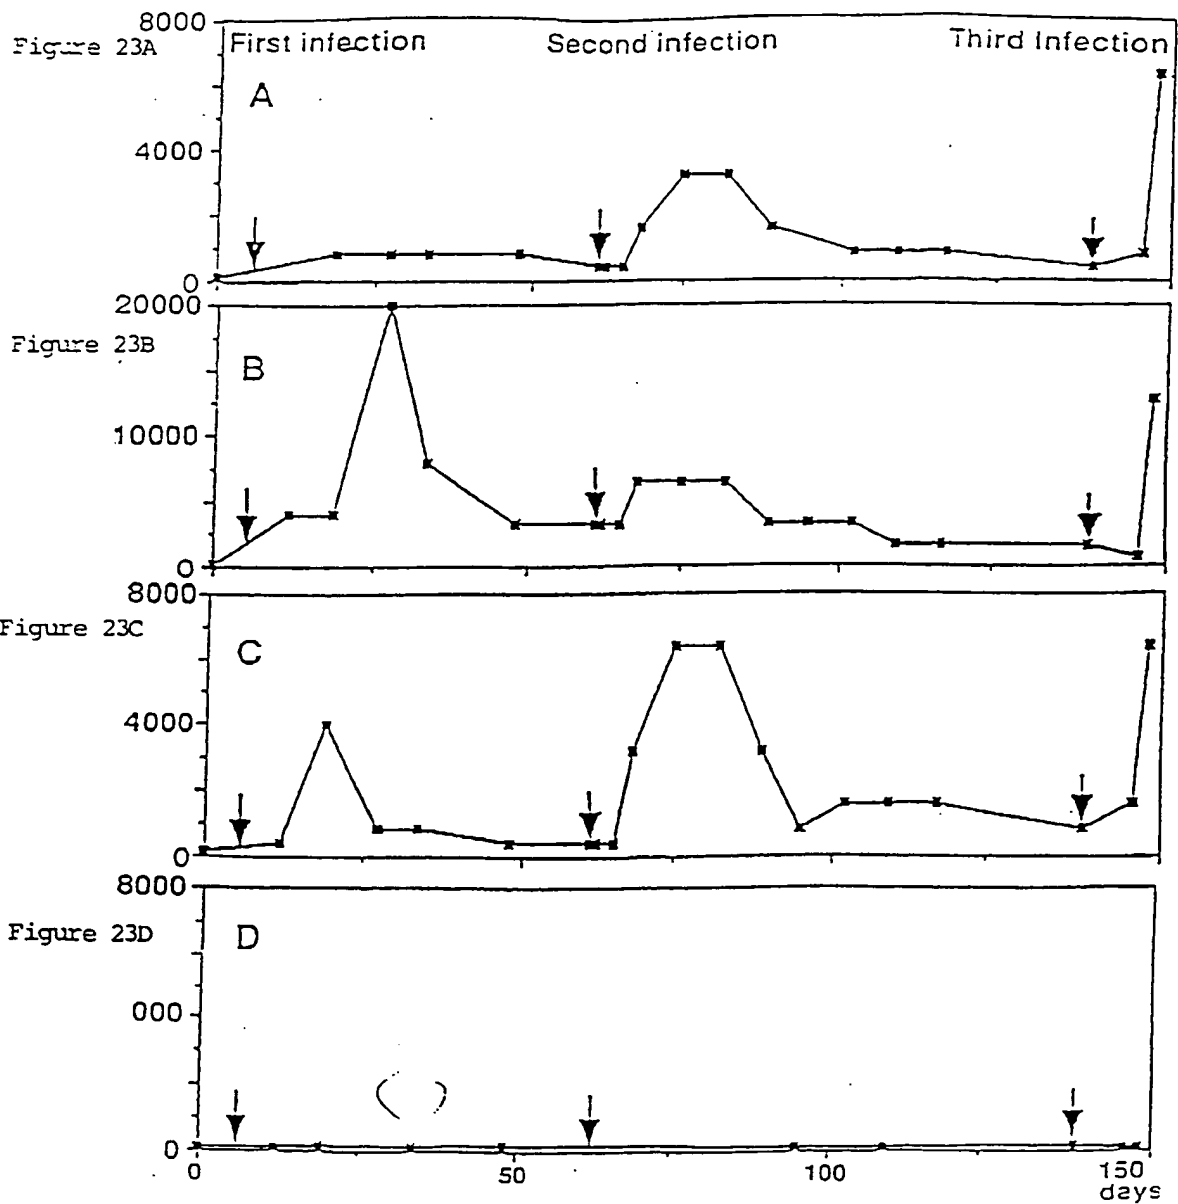 8000
Figure 23A
First infection Second infection Third Infection
A
4000
0
20000
Figure 23B
B
10000
0
8000
Figure 23C
C
4000
0
8000
Figure 23D
D
000
0
0 50 100 150
days